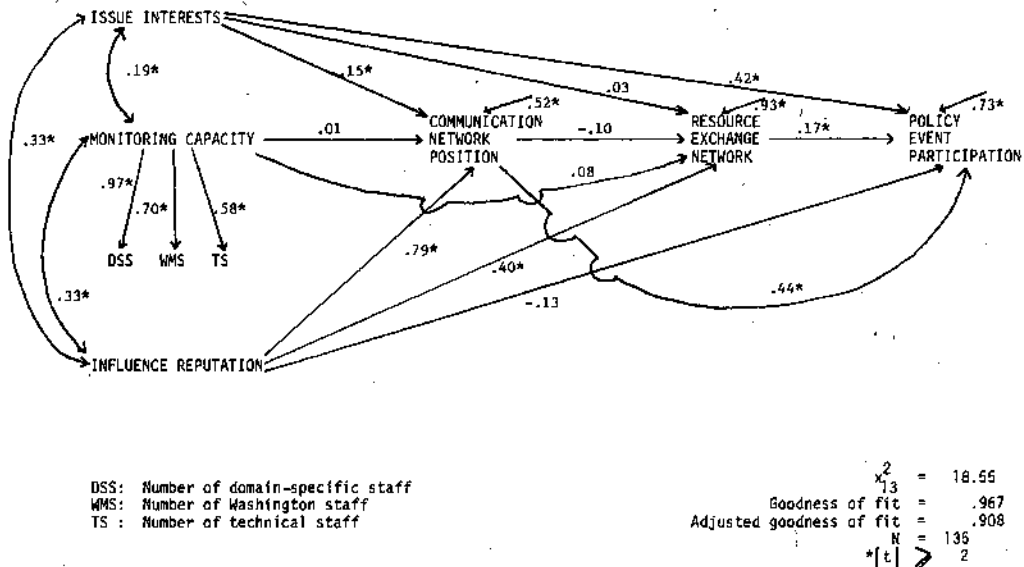 ISSUE INTERESTS
.19*
.15*
.03
.42*
.52*
.93*
.73*
.33*
MONITORING CAPACITY
.01
COMMUNICATION
NETWORK
POSITION
-.10
RESOURCE
EXCHANGE
NETWORK
.17*
POLICY
EVENT
PARTICIPATION
.08
.97*
.70*
.58*
DSS WMS TS
.79*
.40*
-.13
.44*
.33*
INFLUENCE REPUTATION
DSS: Number of domain-specific staff
WMS: Number of Washington staff
TS : Number of technical staff
x² 13 = 18.55
Goodness of fit = .967
Adjusted goodness of fit = .908
N = 136
*|t| > 2